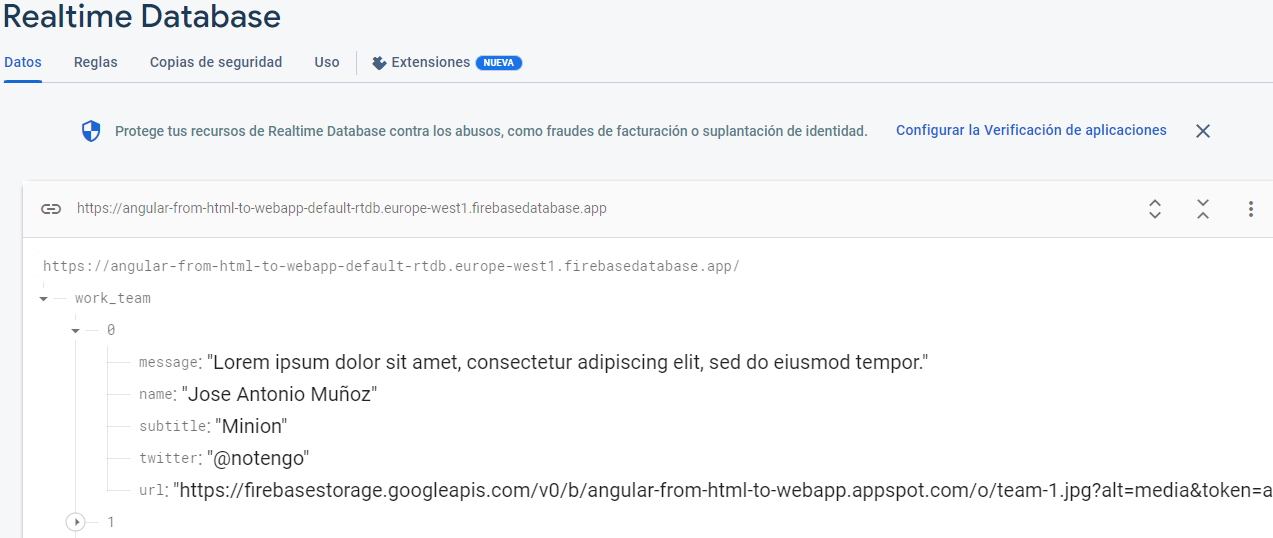 Realtime Database
Datos Reglas Copias de seguridad Uso Extensiones NUEVA
Protege tus recursos de Realtime Database contra los abusos, como fraudes de facturación o suplantación de identidad. Configurar la Verificación de aplicaciones
https://angular-from-html-to-webapp-default-rtdb.europe-west1.firebasedatabase.app
https://angular-from-html-to-webapp-default-rtdb.europe-west1.firebasedatabase.app/
work_team
0
message: "Lorem ipsum dolor sit amet, consectetur adipiscing elit, sed do eiusmod tempor."
name: "Jose Antonio Muñoz"
subtitle: "Minion"
twitter: "@notengo"
url: "https://firebasestorage.googleapis.com/v0/b/angular-from-html-to-webapp.appspot.com/o/team-1.jpg?alt=media&token=a
1